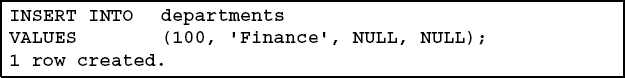 INSERT INTO departments
VALUES (100, 'Finance', NULL, NULL);
1 row created.